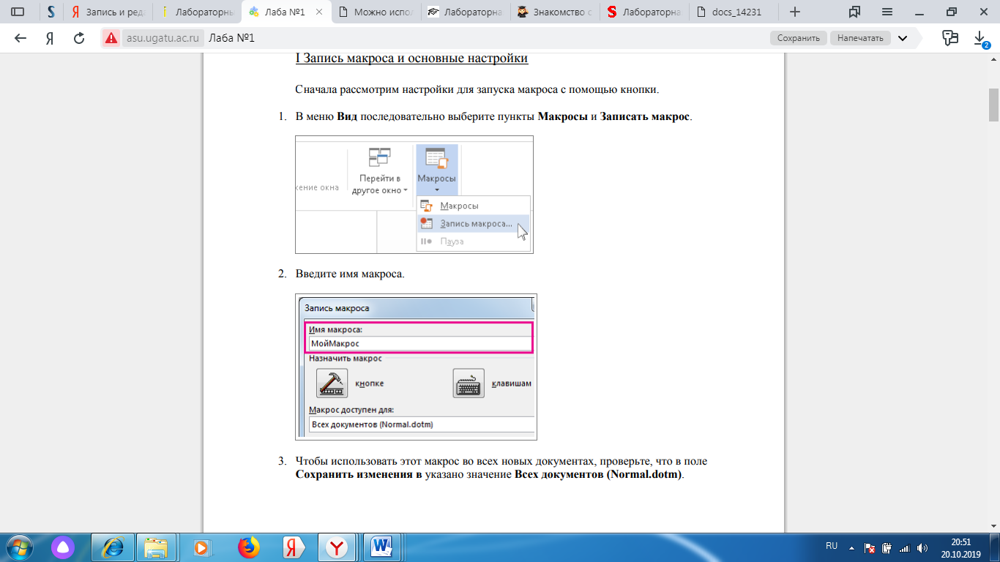 Запись и реда
Лабораторны
Лаба №1
Можно испол
Лабораторна
Знакомство с
Лабораторна
docs_14231
asu.ugatu.ac.ru Лаба №1
Сохранить
Напечатать
2
I Запись макроса и основные настройки
Сначала рассмотрим настройки для запуска макроса с помощью кнопки.
1. В меню Вид последовательно выберите пункты Макросы и Записать макрос.
Перейти в
другое окно
Макросы
жение окна
Макросы
Запись макроса...
Пауза
2. Введите имя макроса.
Запись макроса
Имя макроса:
МойМакрос
Назначить макрос
кнопке
клавишам
Макрос доступен для:
Всех документов (Normal.dotm)
3. Чтобы использовать этот макрос во всех новых документах, проверьте, что в поле
Сохранить изменения в указано значение Всех документов (Normal.dotm).
RU
20:51
20.10.2019